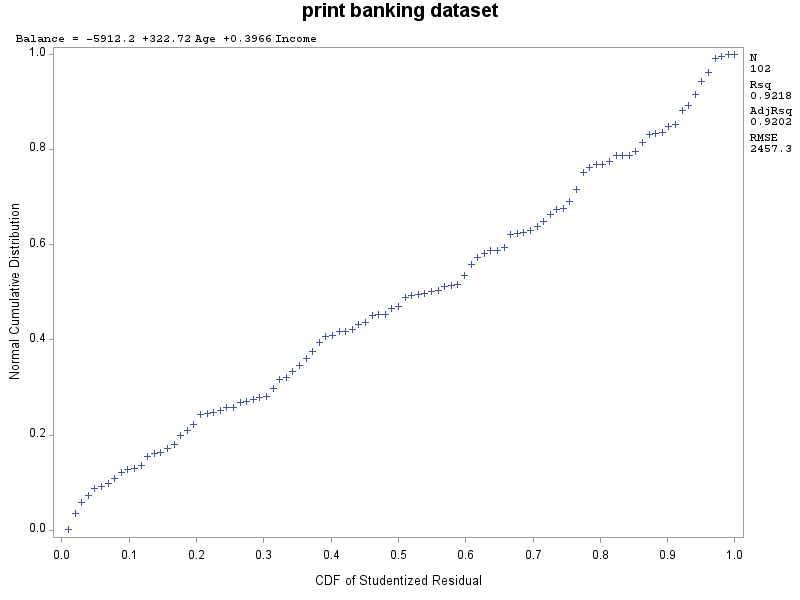 print banking dataset
Balance = -5912.2 +322.72 Age +0.3966 Income
N
102
Rsq
0.9218
AdjRsq
0.9202
RMSE
2457.3
1.0
0.8
0.6
0.4
0.2
0.0
Normal Cumulative Distribution
0.0 0.1 0.2 0.3 0.4 0.5 0.6 0.7 0.8 0.9 1.0
CDF of Studentized Residual